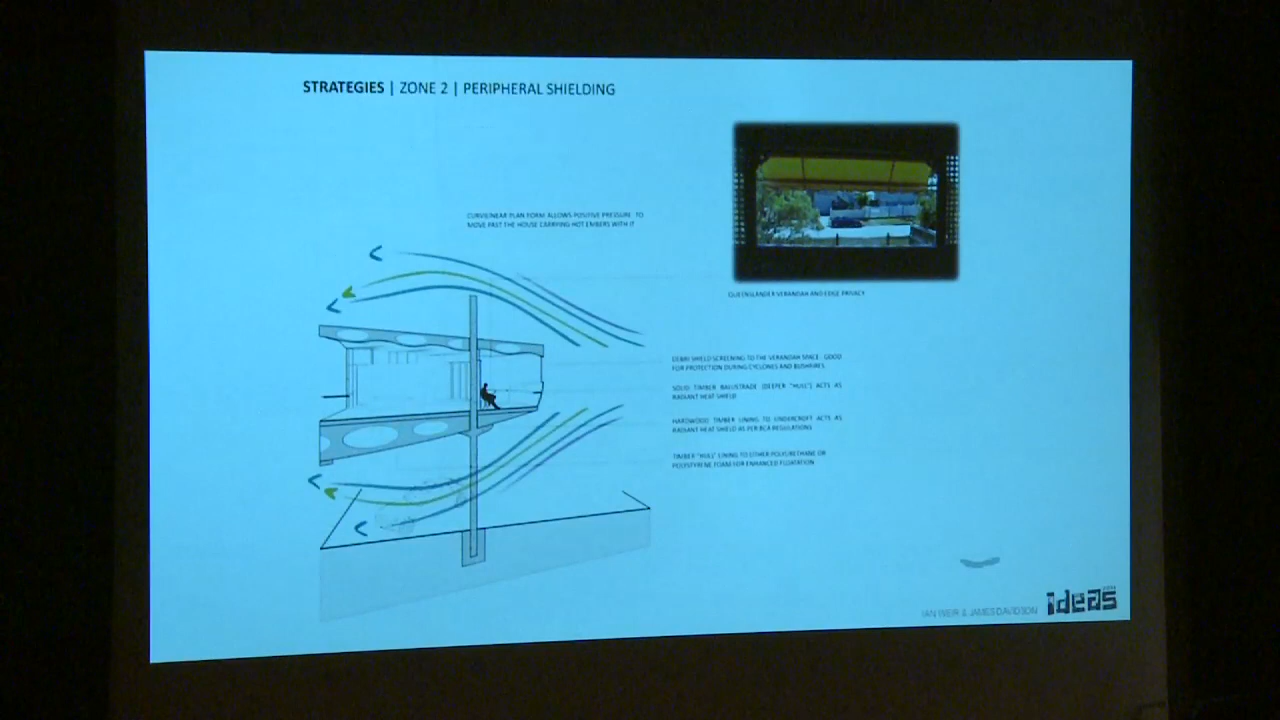 STRATEGIES | ZONE 2 | PERIPHERAL SHIELDING
CURVILINEAR PLAN FORM ALLOWS POSITIVE PRESSURE TO
MOVE PAST THE HOUSE CARRYING HOT EMBERS WITH IT
QUEENSLANDER VERANDAH AND EDGE PRIVACY
DEBRI SHIELD SCREENING TO THE VERANDAH SPACE. GOOD
FOR PROTECTION DURING CYCLONES AND BUSHFIRES.
SOLID TIMBER BALUSTRADE (DEEPER "HULL") ACTS AS
RADIANT HEAT SHIELD
HARDWOOD TIMBER LINING TO UNDERCROFT ACTS AS
RADIANT HEAT SHIELD AS PER BCA REGULATIONS
TIMBER "HULL" LINING TO EITHER POLYURETHANE OR
POLYSTYRENE FOAM FOR ENHANCED FLOATATION
IAN WEIR & JAMES DAVIDSON
ideas